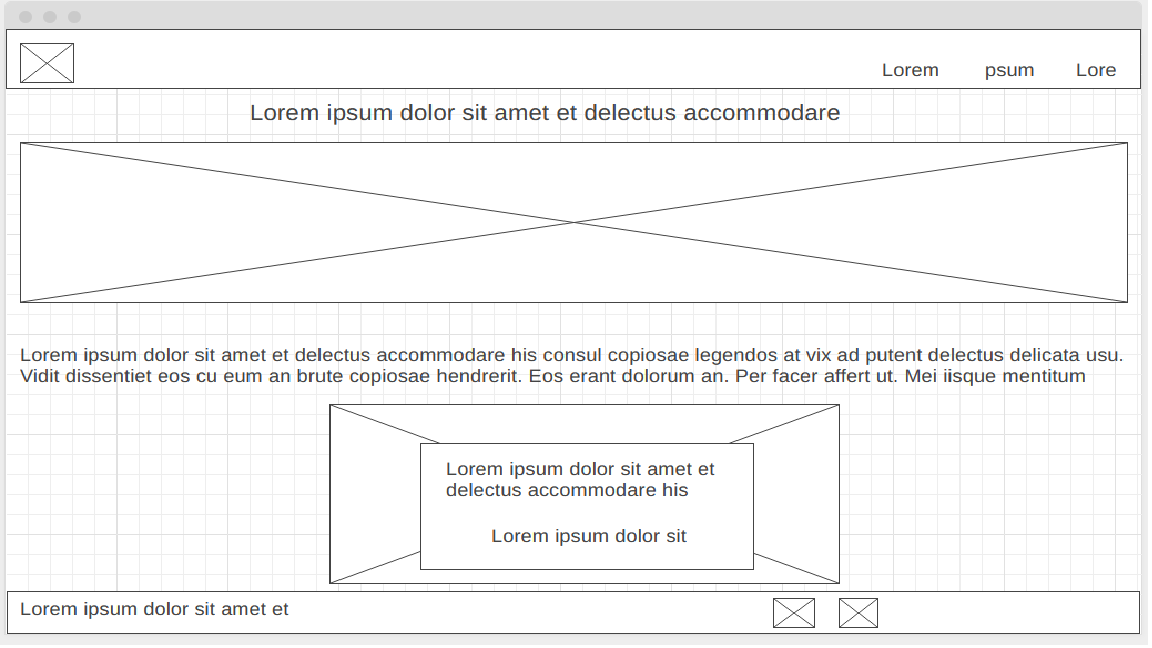 Lorem psum Lore
Lorem ipsum dolor sit amet et delectus accommodare
Lorem ipsum dolor sit amet et delectus accommodare his consul copiosae legendos at vix ad putent delectus delicata usu.
Vidit dissentiet eos cu eum an brute copiosae hendrerit. Eos erant dolorum an. Per facer affert ut. Mei iisque mentitum
Lorem ipsum dolor sit amet et
delectus accommodare his
Lorem ipsum dolor sit
Lorem ipsum dolor sit amet et